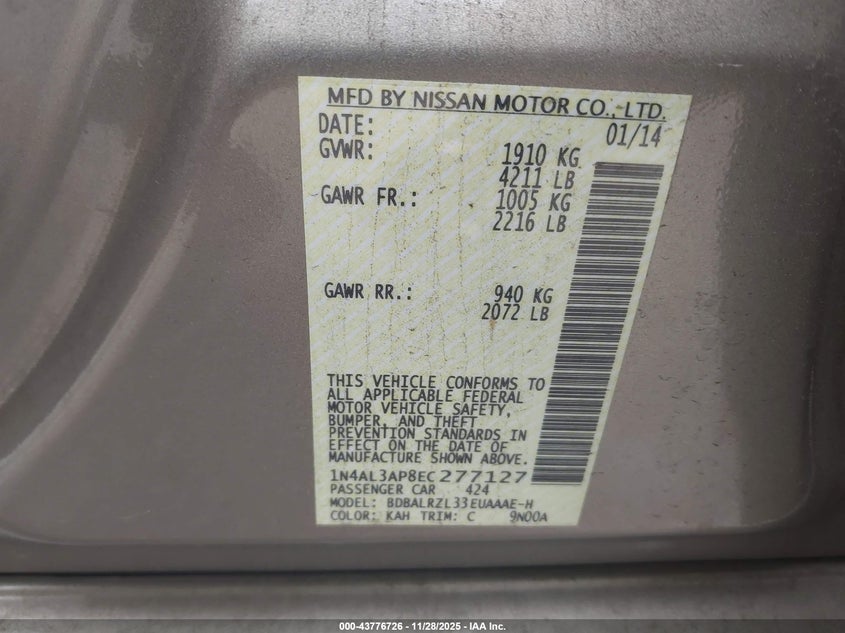 MFD BY NISSAN MOTOR CO., LTD.
DATE: 01/14
GVWR: 1910 KG
4211 LB
GAWR FR.: 1005 KG
2216 LB
GAWR RR.: 940 KG
2072 LB
THIS VEHICLE CONFORMS TO
ALL APPLICABLE FEDERAL
MOTOR VEHICLE SAFETY,
BUMPER, AND THEFT
PREVENTION STANDARDS IN
EFFECT ON THE DATE OF
MANUFACTURE SHOWN ABOVE.
1N4AL3AP8EC277127
PASSENGER CAR 424
MODEL: BDBALRZL33EUAAAE-H
COLOR: KAH TRIM: C 9N00A
000-43776726 - 11/28/2025 - IAA Inc.